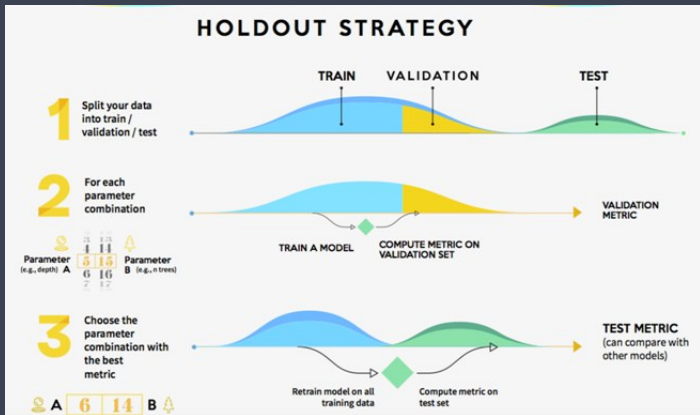 HOLDOUT STRATEGY
TRAIN
VALIDATION
TEST
1
Split your data
into train /
validation / test
2
For each
parameter
combination
VALIDATION
METRIC
TRAIN A MODEL
COMPUTE METRIC ON
VALIDATION SET
4 14
Parameter
(e.g., depth) A
5 15
Parameter
B (e.g., n trees)
6 16
3
Choose the
parameter
combination with
the best
metric
TEST METRIC
(can compare with
other models)
Retrain model on all
training data
Compute metric on
test set
A 6 14 B